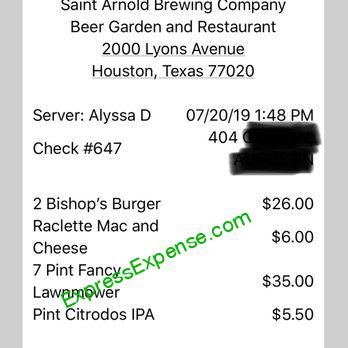 Saint Arnold Brewing Company
Beer Garden and Restaurant
2000 Lyons Avenue
Houston, Texas 77020
Server: Alyssa D 07/20/19 1:48 PM
Check #647 404
2 Bishop's Burger $26.00
Raclette Mac and
Cheese $6.00
7 Pint Fancy
Lawnmower $35.00
Pint Citrodos IPA $5.50
ExpressExpense.com